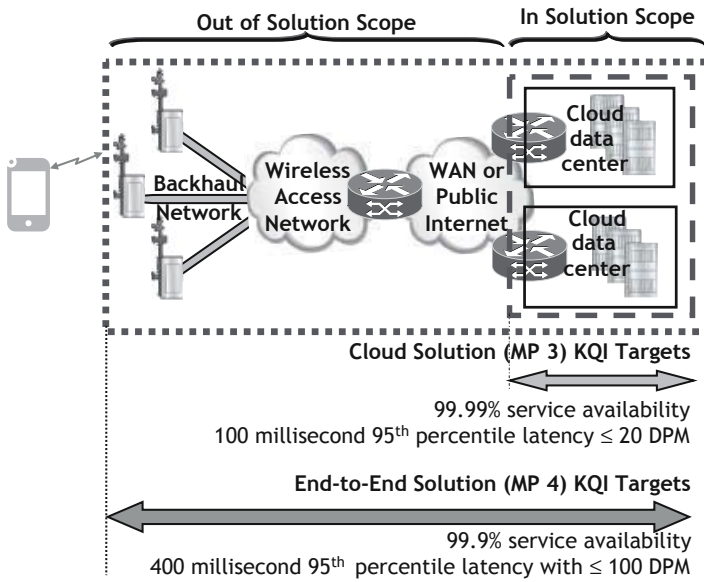 Out of Solution Scope
In Solution Scope
Backhaul
Network
Wireless
Access
Network
WAN or
Public
Internet
Cloud
data
center
Cloud
data
center
Cloud Solution (MP 3) KQI Targets
99.99% service availability
100 millisecond 95th percentile latency ≤ 20 DPM
End-to-End Solution (MP 4) KQI Targets
99.9% service availability
400 millisecond 95th percentile latency with ≤ 100 DPM